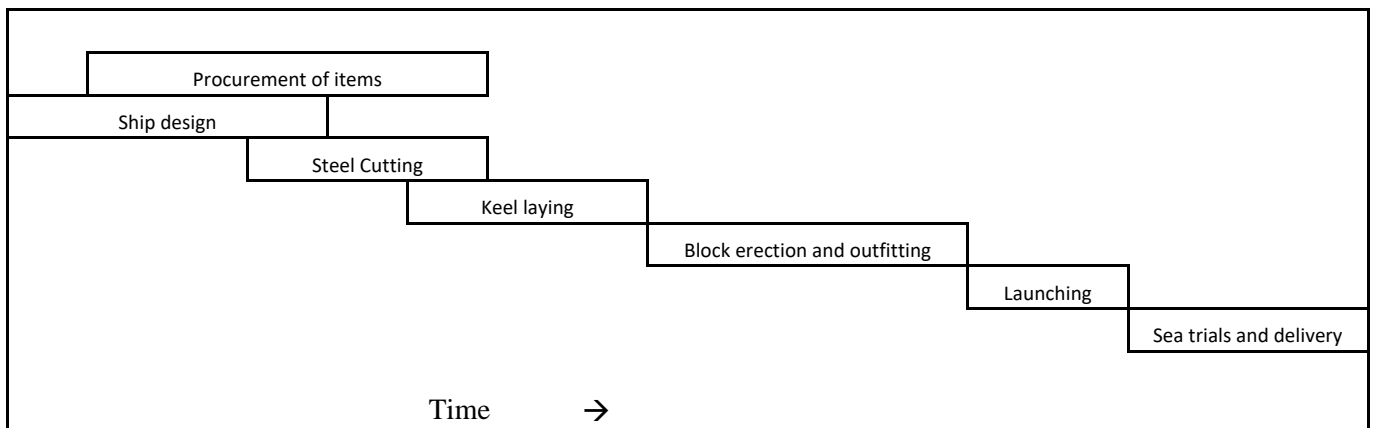 Procurement of items
Ship design
Steel Cutting
Keel laying
Block erection and outfitting
Launching
Sea trials and delivery
Time →